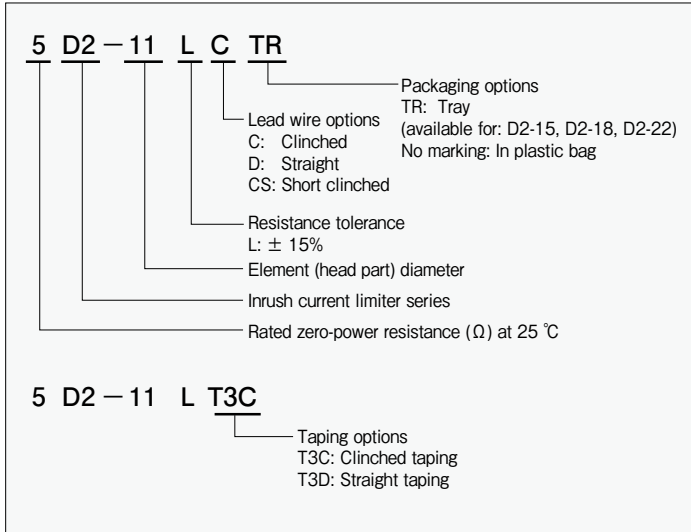 5 D2－11 L C TR
Packaging options
TR: Tray
(available for: D2-15, D2-18, D2-22)
No marking: In plastic bag
Lead wire options
C: Clinched
D: Straight
CS: Short clinched
Resistance tolerance
L: ± 15%
Element (head part) diameter
Inrush current limiter series
Rated zero-power resistance (Ω) at 25 ℃
5 D2－11 L T3C
Taping options
T3C: Clinched taping
T3D: Straight taping